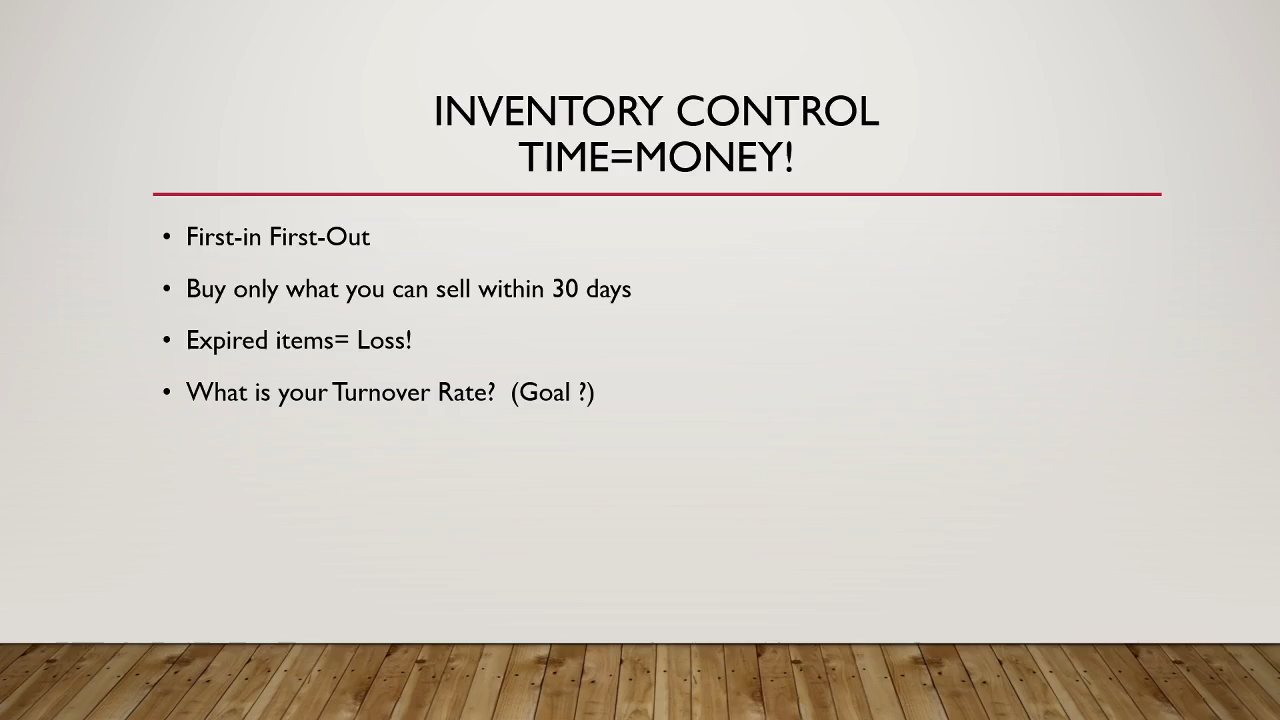 INVENTORY CONTROL
TIME=MONEY!
• First-in First-Out
• Buy only what you can sell within 30 days
• Expired items= Loss!
• What is your Turnover Rate?  (Goal ?)